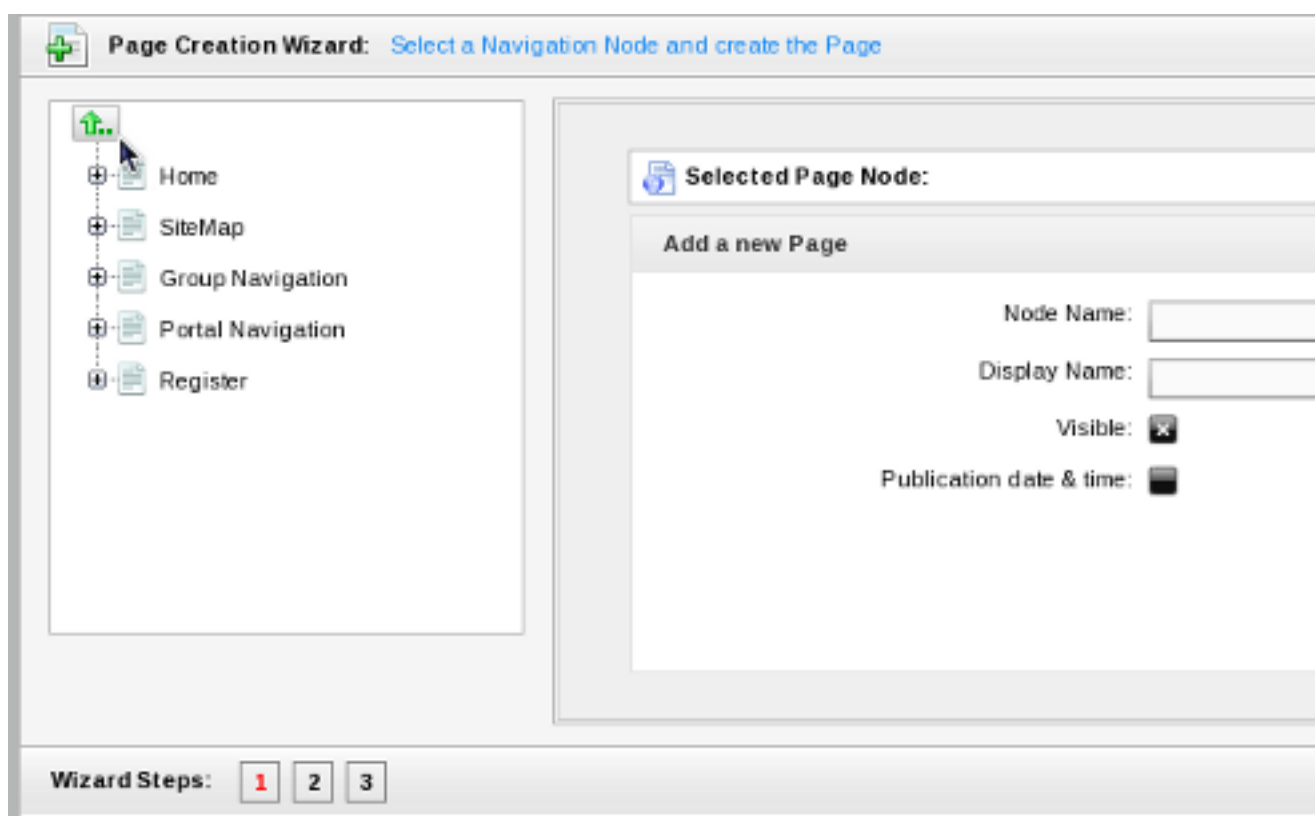 Page Creation Wizard: Select a Navigation Node and create the Page
Home
SiteMap
Group Navigation
Portal Navigation
Register
Selected Page Node:
Add a new Page
Node Name:
Display Name:
Visible:
Publication date & time:
Wizard Steps: 1 2 3